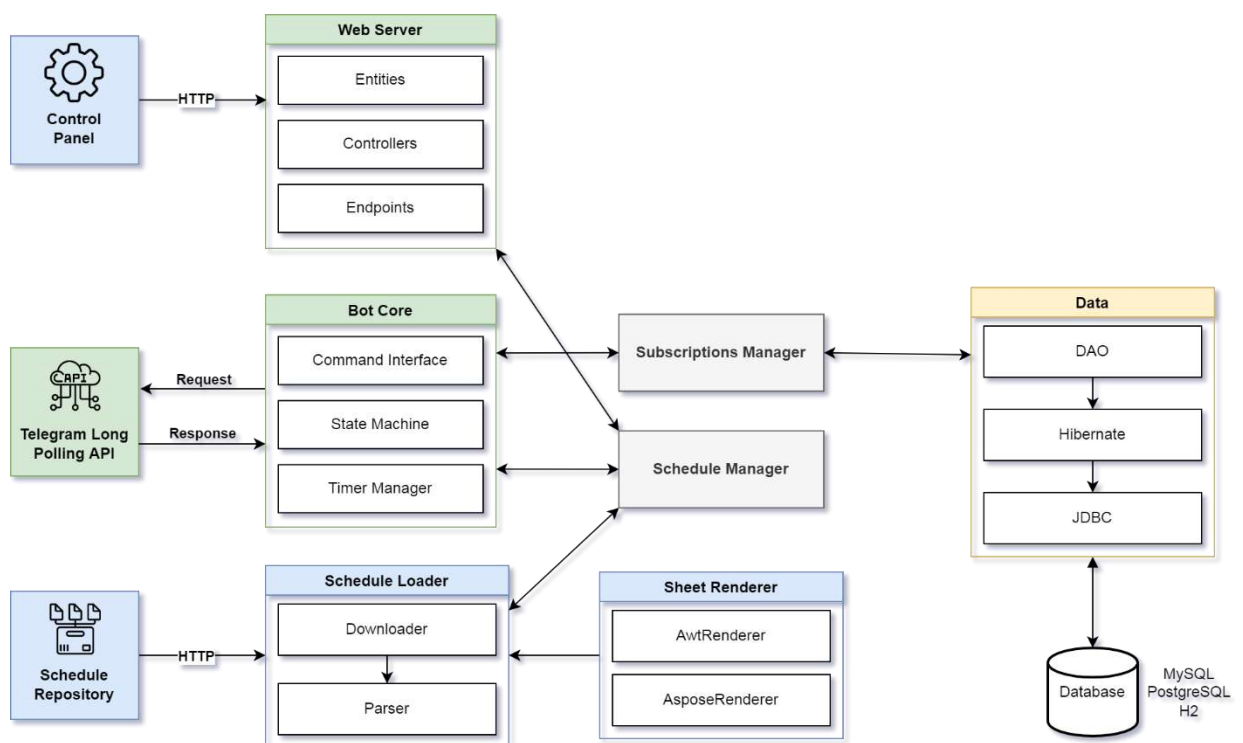 Web Server
Entities
Controllers
Endpoints
Control
Panel
HTTP
Bot Core
Command Interface
State Machine
Timer Manager
Telegram Long
Polling API
API
Request
Response
Subscriptions Manager
Schedule Manager
Data
DAO
Hibernate
JDBC
Schedule Loader
Downloader
Parser
Schedule
Repository
HTTP
Sheet Renderer
AwtRenderer
AsposeRenderer
Database
MySQL
PostgreSQL
H2